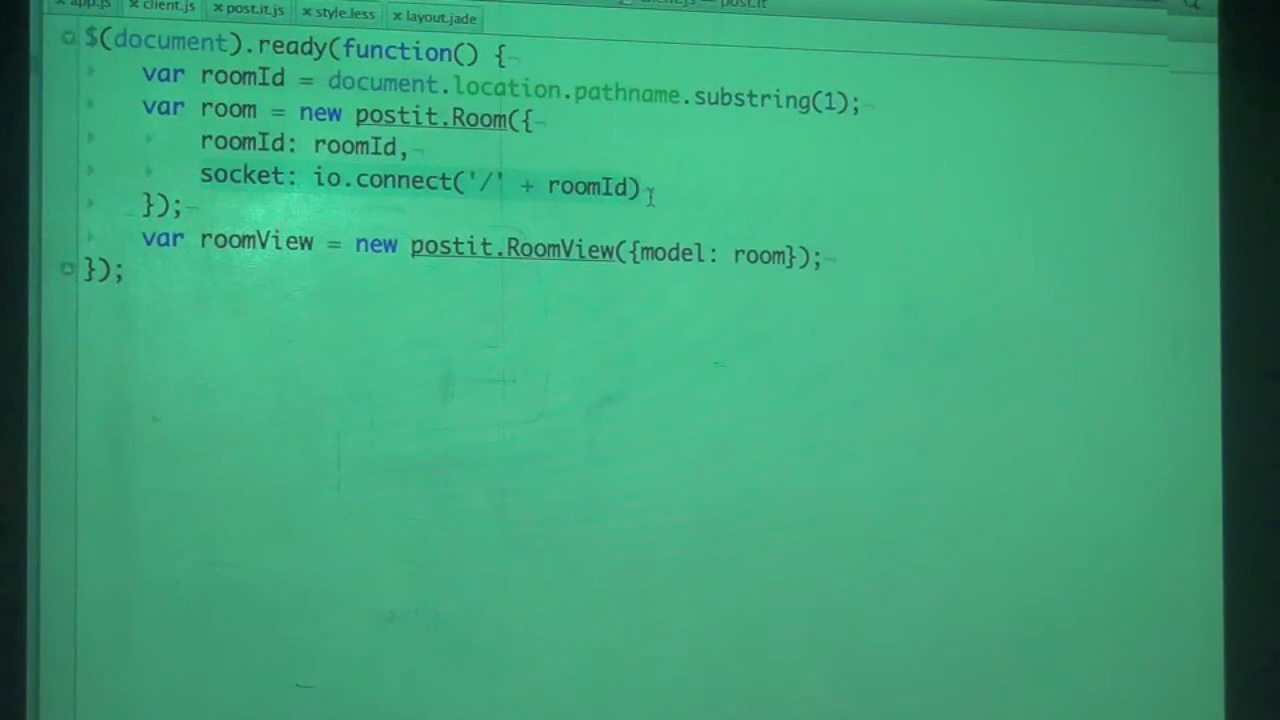 app.js client.js post.it.js style.less layout.jade
$(document).ready(function() {
var roomId = document.location.pathname.substring(1);
var room = new postit.Room({
roomId: roomId,
socket: io.connect('/' + roomId)
});
var roomView = new postit.RoomView({model: room});
});